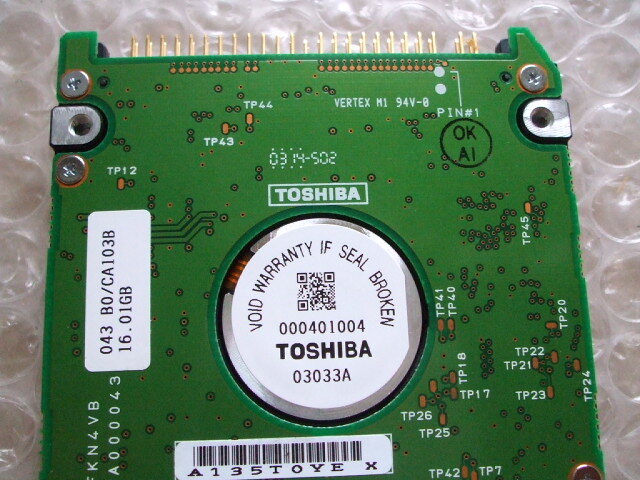 TP44
VERTEX M1 94V-0
PIN#1
TP43
OK
AI
0314-S02
TP12
TOSHIBA
TP45
043 B0/CA103B
16.01GB
VOID WARRANTY IF SEAL BROKEN
000401004
TOSHIBA
03033A
TP41
TP40
TP20
TP18
TP22
TP21
TP17
TP23
TP24
TP26
TP25
FKN4VB
A000043
A135T0YE X
TP42
TP7